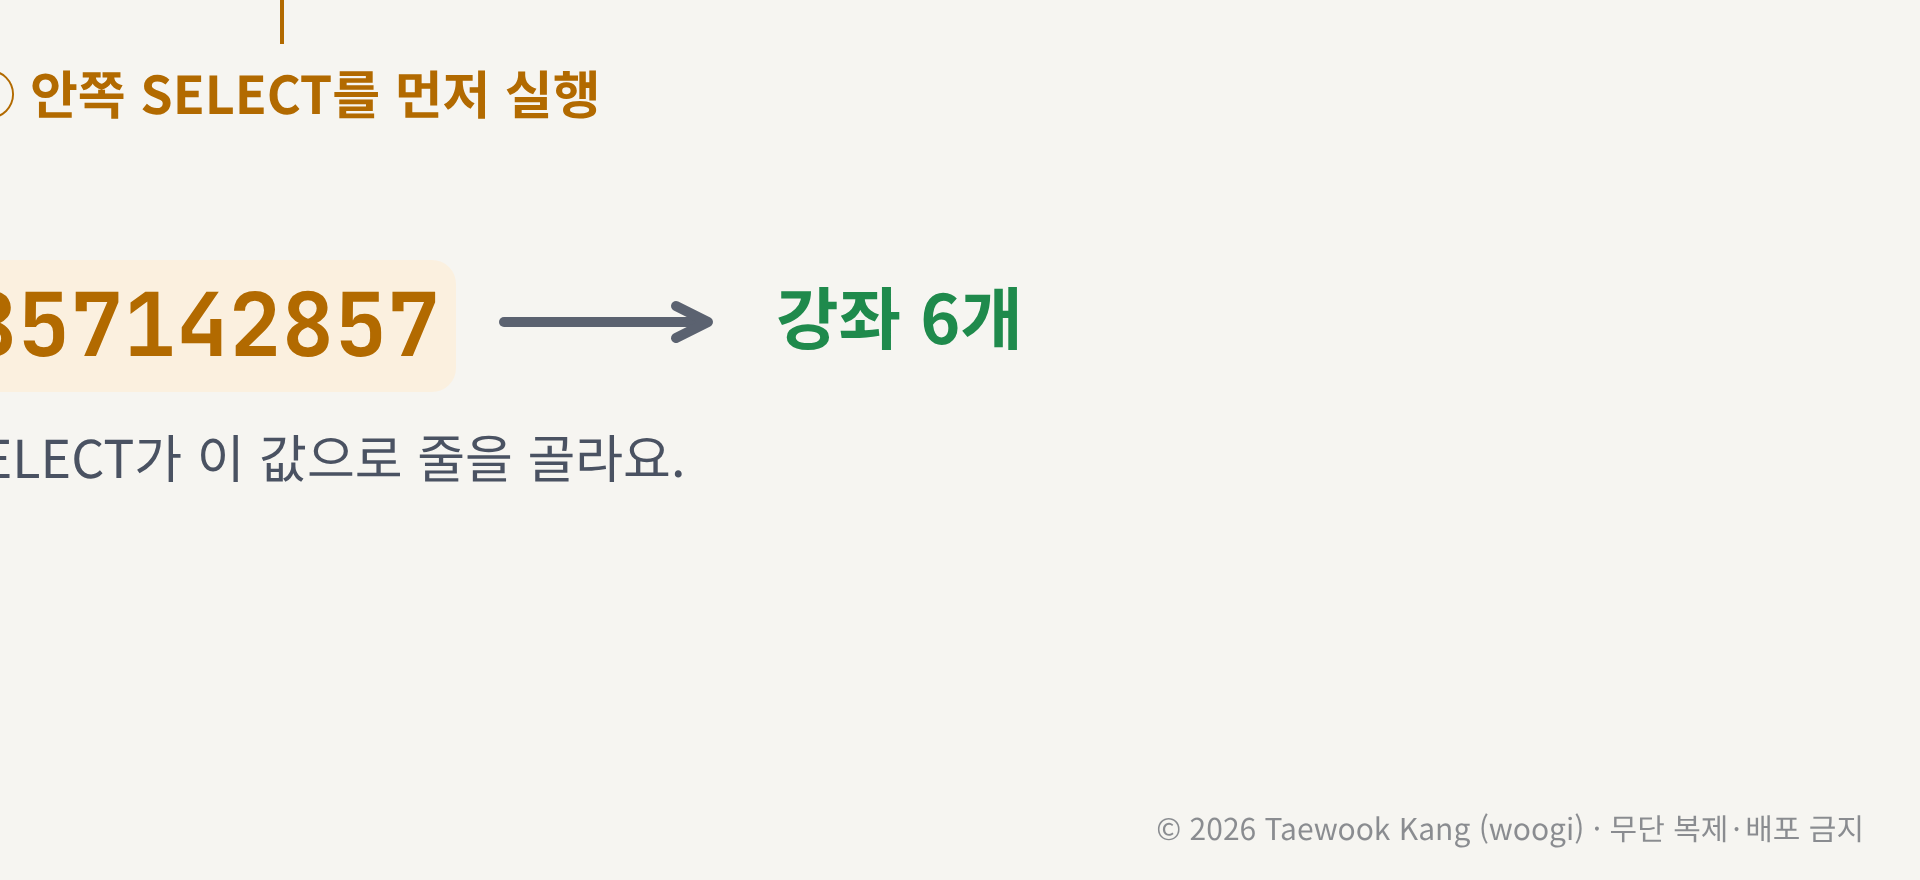 안쪽 SELECT를 먼저 실행
57142857
강좌 6개
ELECT가 이 값으로 줄을 골라요.
© 2026 Taewook Kang (woogi) · 무단 복제·배포 금지